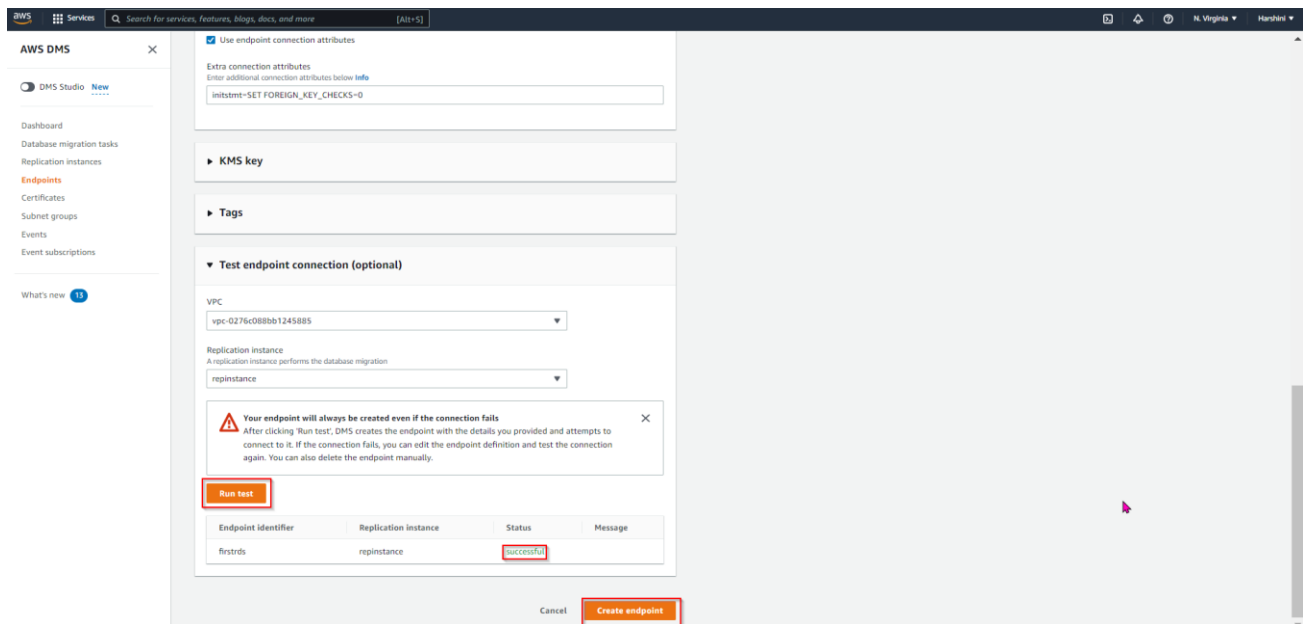 aws Services Search for services, features, blogs, docs, and more [Alt+S] N. Virginia Harshini
AWS DMS
DMS Studio New
Dashboard
Database migration tasks
Replication instances
Endpoints
Certificates
Subnet groups
Events
Event subscriptions
What's new 13
Use endpoint connection attributes
Extra connection attributes
Enter additional connection attributes below Info
initstmt=SET FOREIGN_KEY_CHECKS=0
KMS key
Tags
Test endpoint connection (optional)
VPC
vpc-0276c088bb1245885
Replication instance
A replication instance performs the database migration
repinstance
Your endpoint will always be created even if the connection fails
After clicking 'Run test', DMS creates the endpoint with the details you provided and attempts to
connect to it. If the connection fails, you can edit the endpoint definition and test the connection
again. You can also delete the endpoint manually.
Run test
Endpoint identifier Replication instance Status Message
firstrds repinstance successful
Cancel Create endpoint